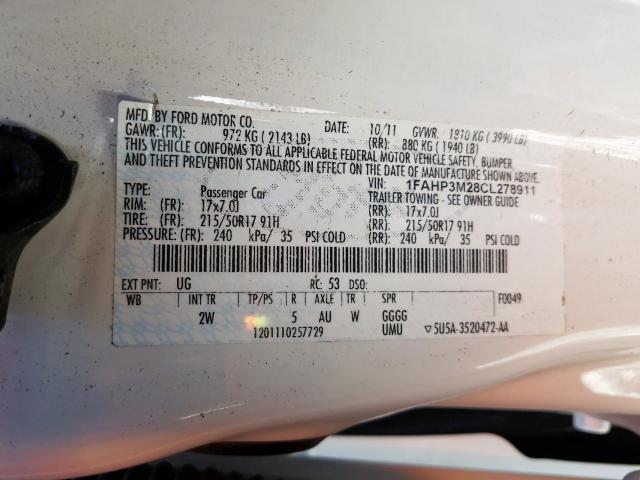 MFD. BY FORD MOTOR CO.
DATE: 10/11 GVWR: 1810 KG (3990 LB)
GAWR: (FR): 972 KG (2143 LB) (RR): 880 KG (1940 LB)
THIS VEHICLE CONFORMS TO ALL APPLICABLE FEDERAL MOTOR VEHICLE SAFETY, BUMPER,
AND THEFT PREVENTION STANDARDS IN EFFECT ON THE DATE OF MANUFACTURE SHOWN ABOVE.
VIN: 1FAHP3M28CL278911
TYPE: Passenger Car TRAILER TOWING - SEE OWNER GUIDE
RIM: (FR): 17x7.0J (RR): 17x7.0J
TIRE: (FR): 215/50R17 91H (RR): 215/50R17 91H
PRESSURE: (FR): 240 kPa/ 35 PSI COLD (RR): 240 kPa/ 35 PSI COLD
EXT PNT: UG RC: 53 DSO:
WB INT TR TP/PS R AXLE TR SPR F0049
2W 5 AU W GGGG
1201110257729 UMU ▽5U5A-3520472-AA